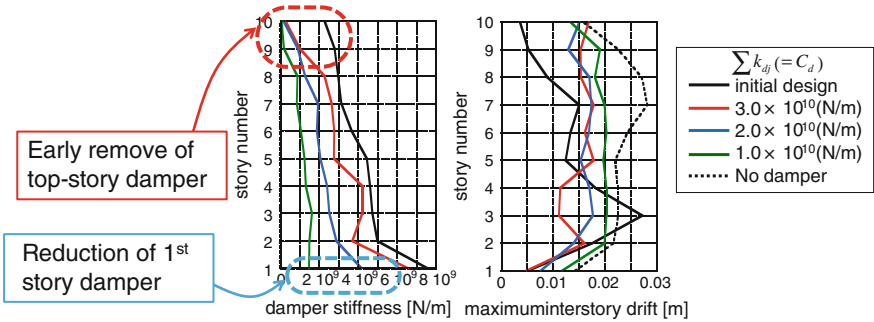 Early remove of
top-story damper
Reduction of 1st
story damper
story number
10
9
8
7
6
5
4
3
2
1
0 2 10⁹ 4 10⁹ 6 10⁹ 8 10⁹
damper stiffness [N/m]
story number
10
9
8
7
6
5
4
3
2
1
0 0.01 0.02 0.03
maximuminterstory drift [m]
∑ k_dj (= C_d)
initial design
3.0 × 10¹⁰(N/m)
2.0 × 10¹⁰(N/m)
1.0 × 10¹⁰(N/m)
No damper